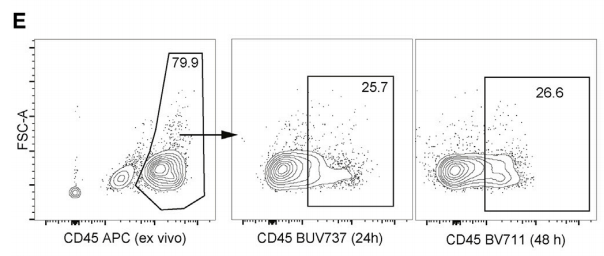 E
79.9
25.7
26.6
FSC-A
CD45 APC (ex vivo)
CD45 BUV737 (24h)
CD45 BV711 (48 h)